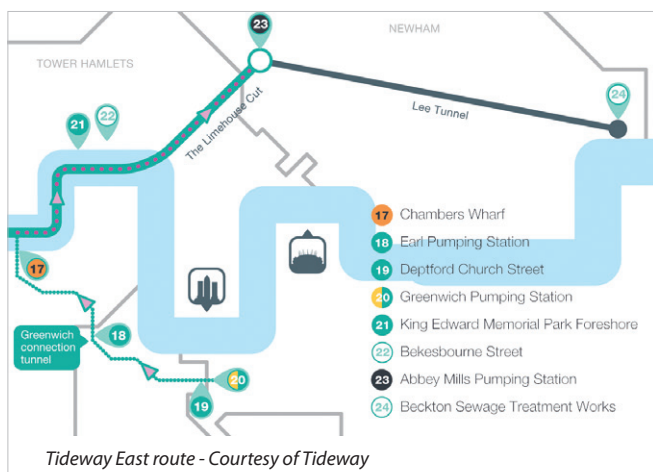 23
NEWHAM
TOWER HAMLETS
24
22
21
The Limehouse Cut
Lee Tunnel
17
18
Greenwich
connection
tunnel
20
19
17 Chambers Wharf
18 Earl Pumping Station
19 Deptford Church Street
20 Greenwich Pumping Station
21 King Edward Memorial Park Foreshore
22 Bekesbourne Street
23 Abbey Mills Pumping Station
24 Beckton Sewage Treatment Works
Tideway East route - Courtesy of Tideway